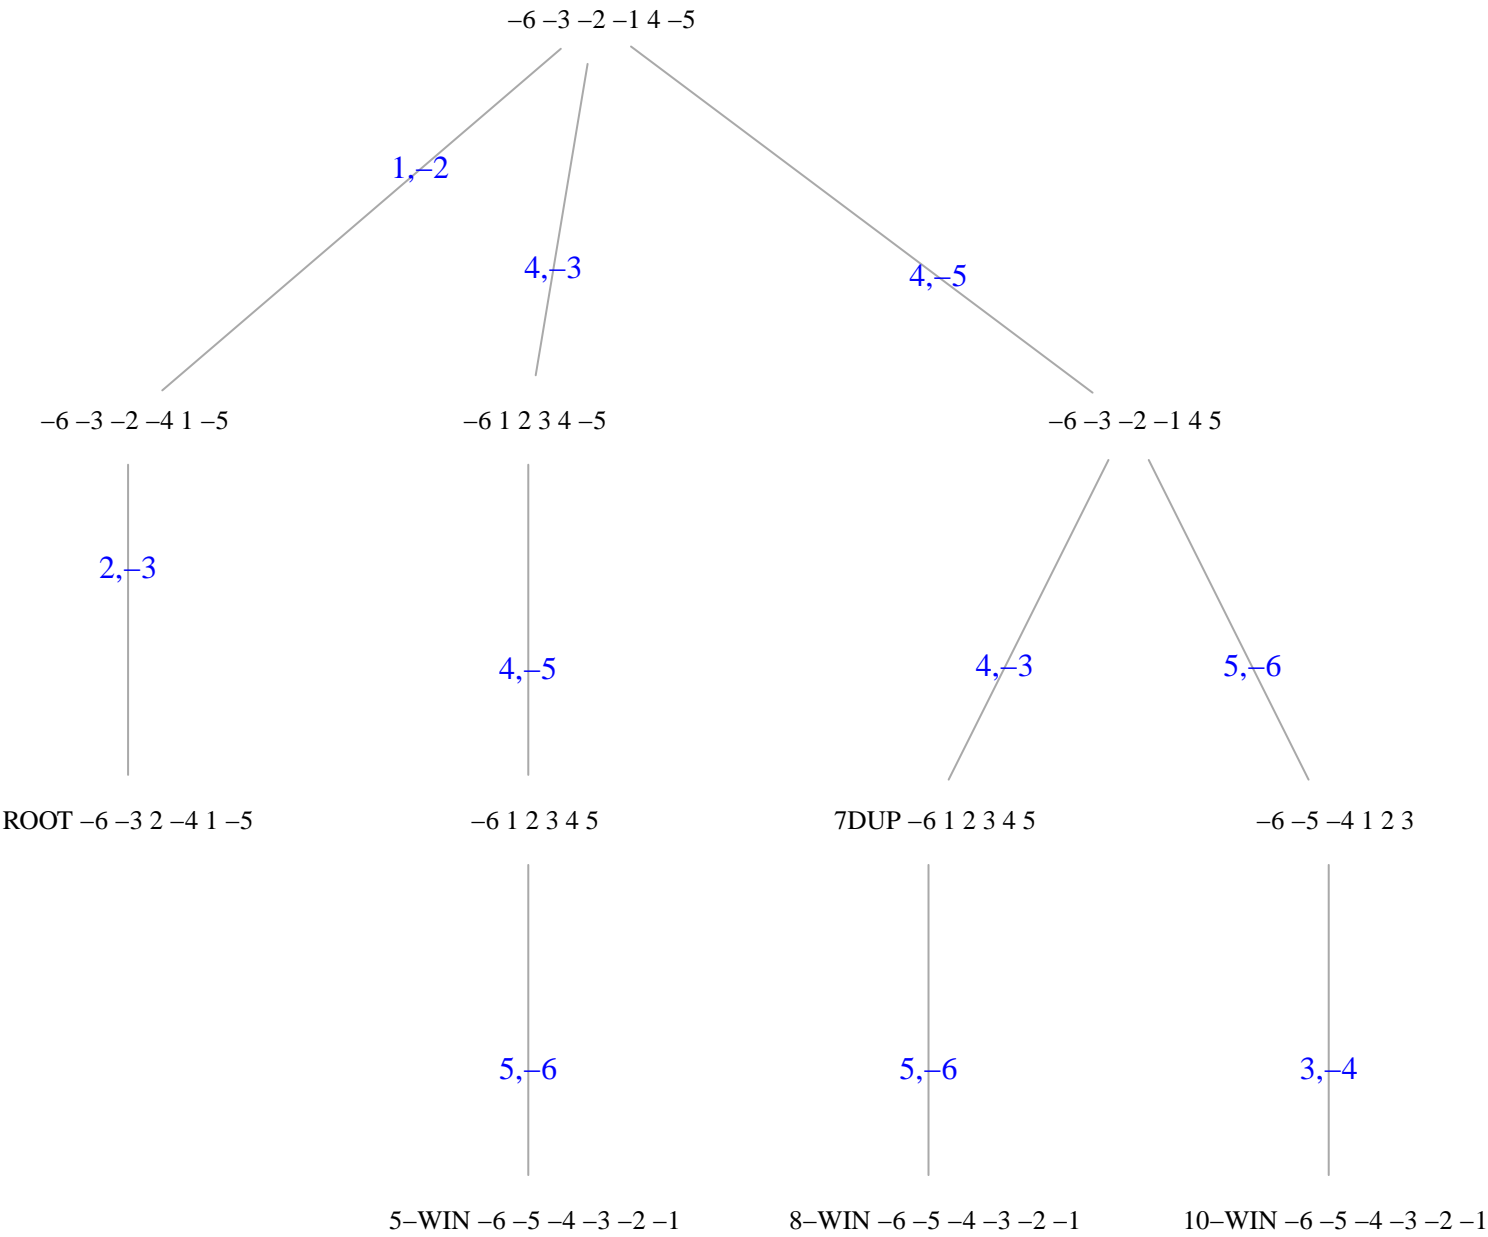 –6 –3 –2 –1 4 –5
1,–2
4,–3
4,–5
–6 –3 –2 –4 1 –5
–6 1 2 3 4 –5
–6 –3 –2 –1 4 5
2,–3
4,–5
4,–3
5,–6
ROOT –6 –3 2 –4 1 –5
–6 1 2 3 4 5
7DUP –6 1 2 3 4 5
–6 –5 –4 1 2 3
5,–6
5,–6
3,–4
5–WIN –6 –5 –4 –3 –2 –1
8–WIN –6 –5 –4 –3 –2 –1
10–WIN –6 –5 –4 –3 –2 –1